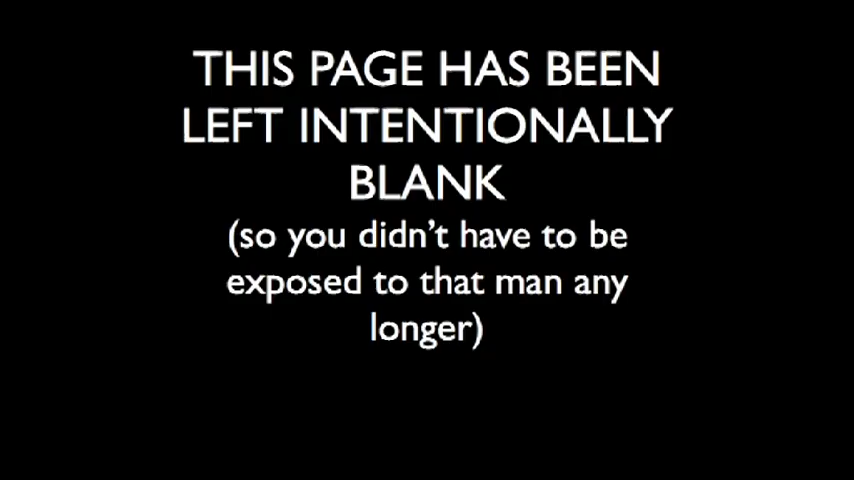 THIS PAGE HAS BEEN
LEFT INTENTIONALLY
BLANK
(so you didn't have to be
exposed to that man any
longer)